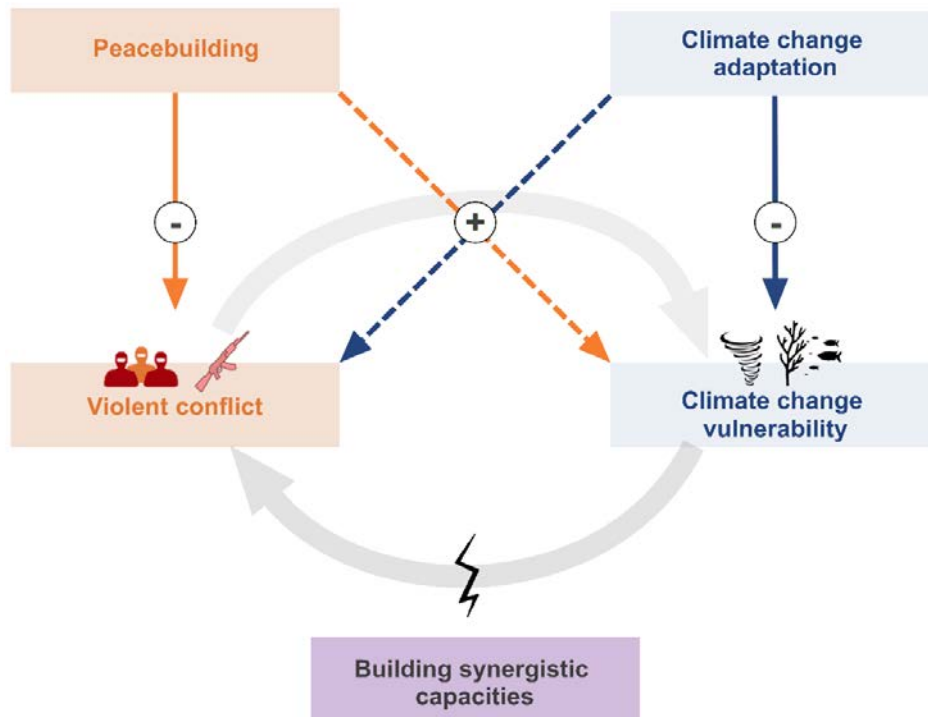 Peacebuilding
Climate change
adaptation
-
+
-
Violent conflict
Climate change
vulnerability
Building synergistic
capacities